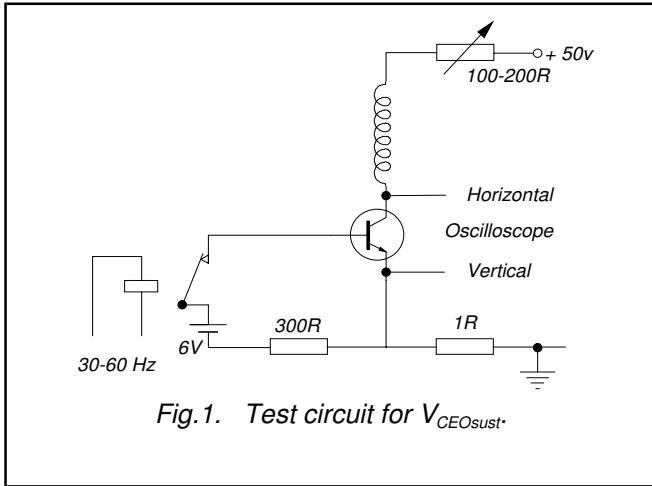 + 50v
100-200R
Horizontal
Oscilloscope
Vertical
300R
1R
6V
30-60 Hz
Fig.1. Test circuit for VCEOsust.